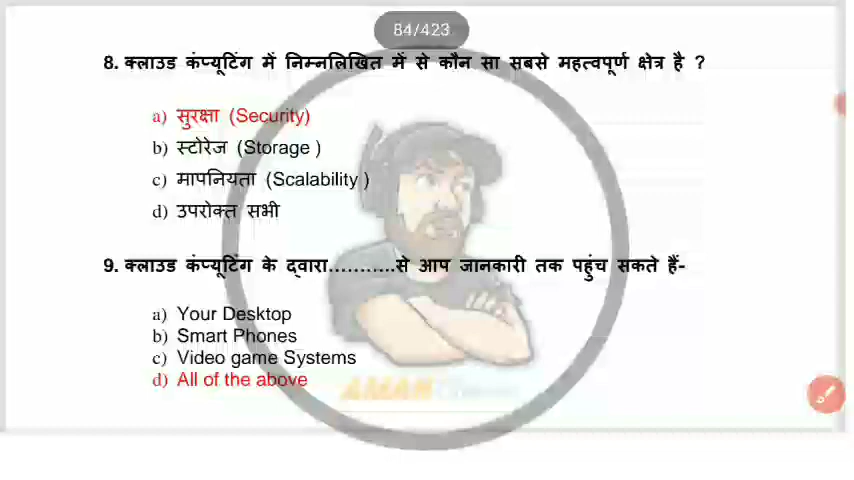 84/423
8. क्लाउड कंप्यूटिंग में निम्नलिखित में से कौन सा सबसे महत्वपूर्ण क्षेत्र है ?
a) सुरक्षा (Security)
b) स्टोरेज (Storage )
c) मापनियता (Scalability )
d) उपरोक्त सभी
9. क्लाउड कंप्यूटिंग के द्वारा...........से आप जानकारी तक पहुंच सकते हैं-
a) Your Desktop
b) Smart Phones
c) Video game Systems
d) All of the above
AMAN